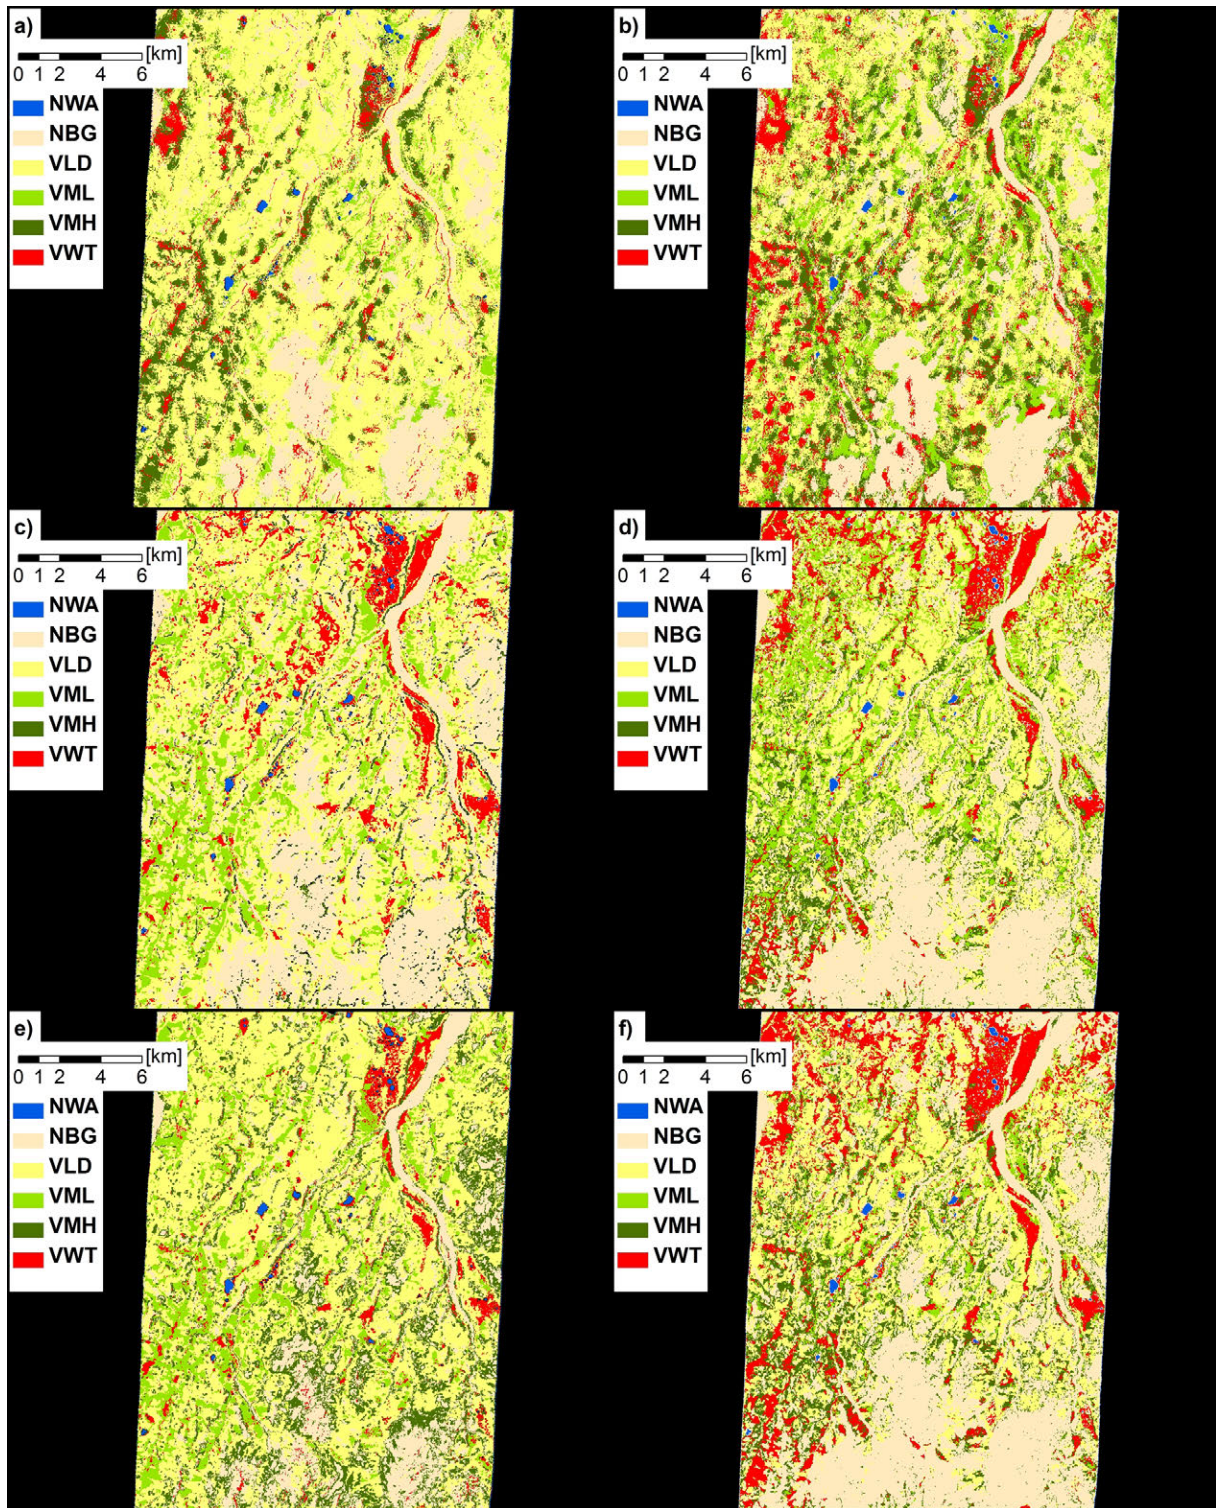 a)
[km]
0 1 2 4 6
NWA
NBG
VLD
VML
VMH
VWT
b)
[km]
0 1 2 4 6
NWA
NBG
VLD
VML
VMH
VWT
c)
[km]
0 1 2 4 6
NWA
NBG
VLD
VML
VMH
VWT
d)
[km]
0 1 2 4 6
NWA
NBG
VLD
VML
VMH
VWT
e)
[km]
0 1 2 4 6
NWA
NBG
VLD
VML
VMH
VWT
f)
[km]
0 1 2 4 6
NWA
NBG
VLD
VML
VMH
VWT